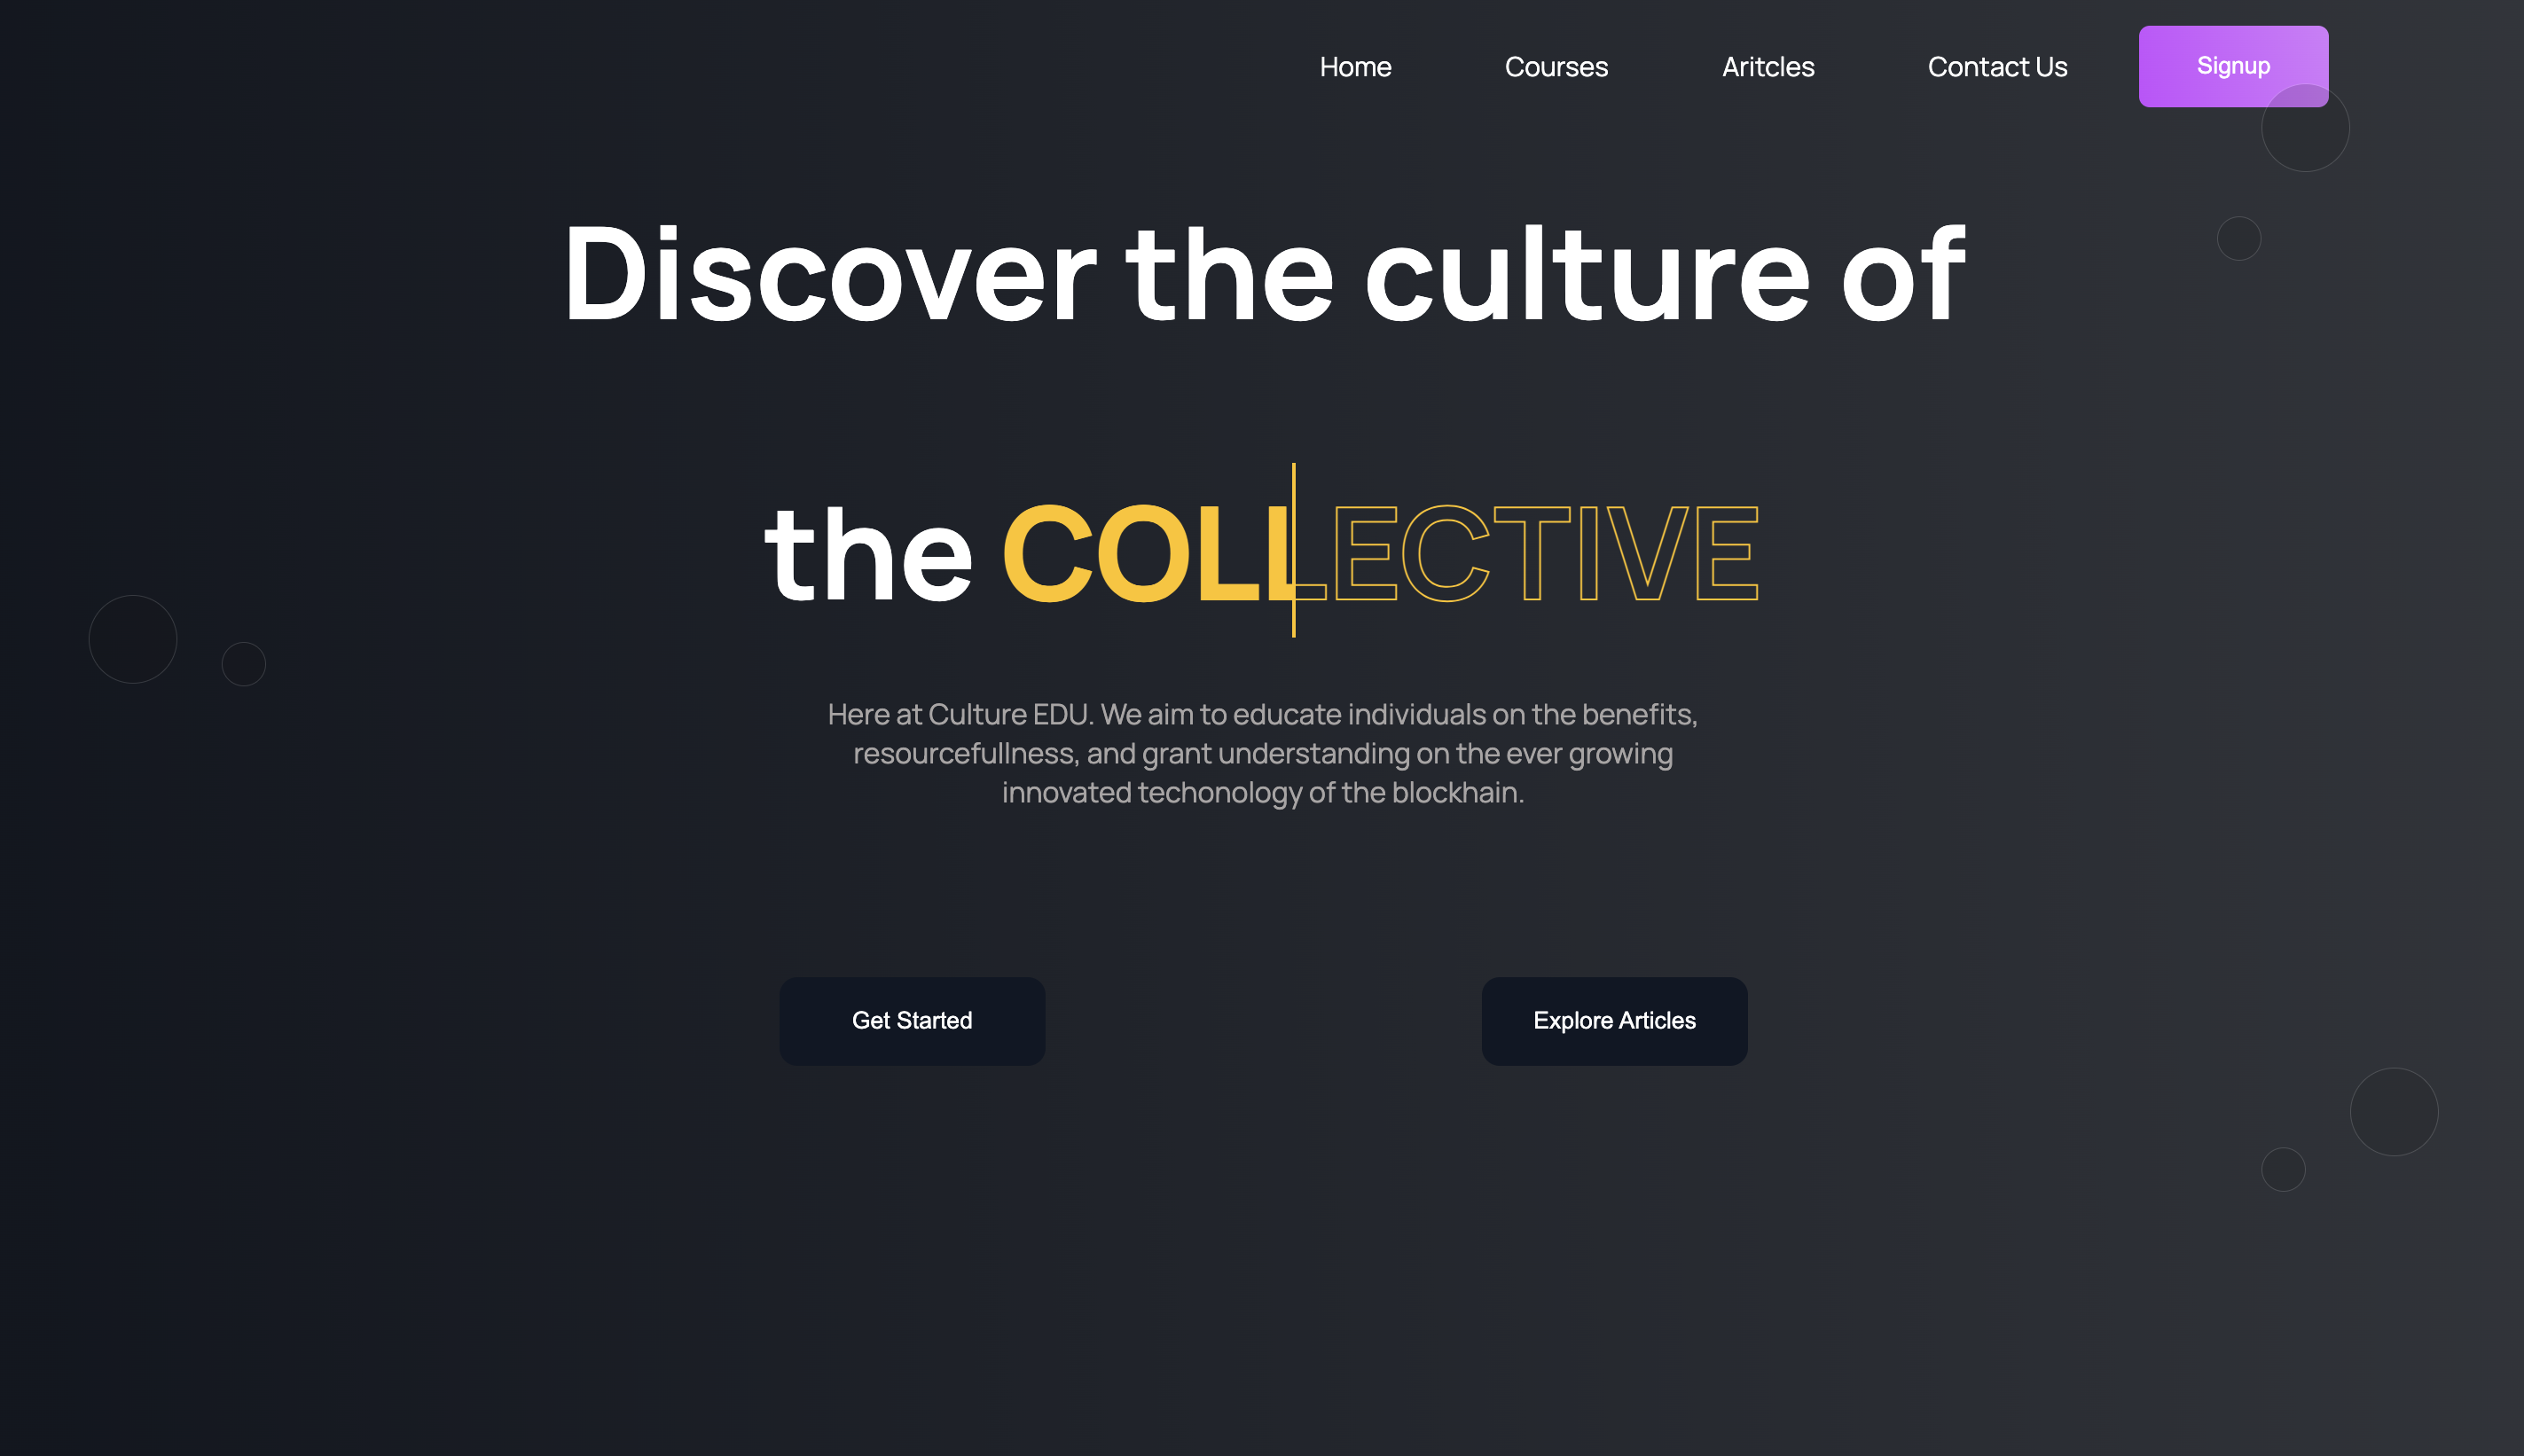 Home Courses Aritcles Contact Us Signup
Discover the culture of
the COLLECTIVE
Here at Culture EDU. We aim to educate individuals on the benefits,
resourcefullness, and grant understanding on the ever growing
innovated techonology of the blockhain.
Get Started Explore Articles